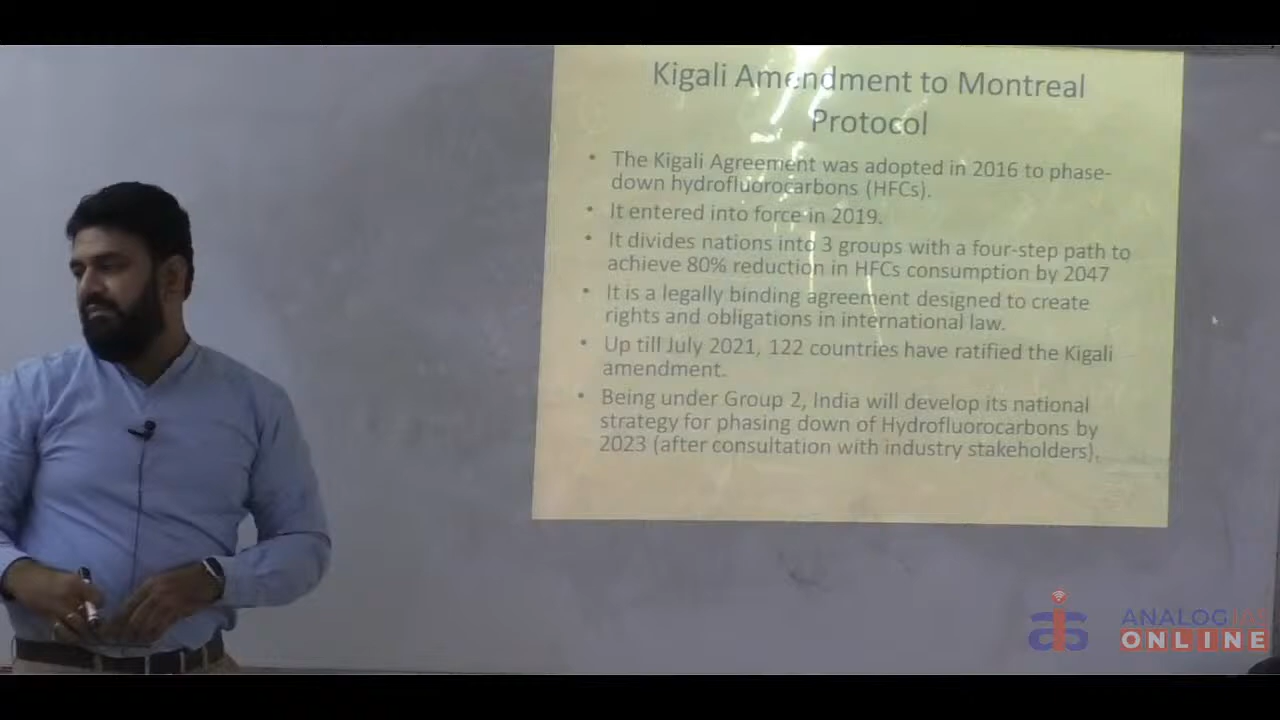 Kigali Amendment to Montreal
Protocol
• The Kigali Agreement was adopted in 2016 to phase-
down hydrofluorocarbons (HFCs).
• It entered into force in 2019.
• It divides nations into 3 groups with a four-step path to
achieve 80% reduction in HFCs consumption by 2047
• It is a legally binding agreement designed to create
rights and obligations in international law.
• Up till July 2021, 122 countries have ratified the Kigali
amendment.
• Being under Group 2, India will develop its national
strategy for phasing down of Hydrofluorocarbons by
2023 (after consultation with industry stakeholders).
ais
ANALOG IAS
ONLINE